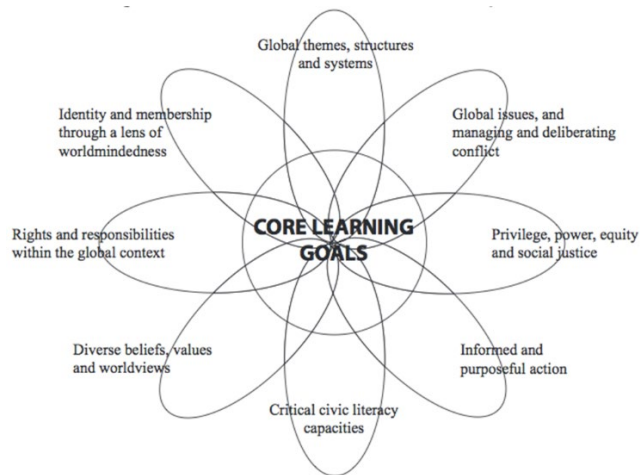 Global themes, structures
and systems
Identity and membership
through a lens of
worldmindedness
Global issues, and
managing and deliberating
conflict
Rights and responsibilities
within the global context
CORE LEARNING
GOALS
Privilege, power, equity
and social justice
Diverse beliefs, values
and worldviews
Informed and
purposeful action
Critical civic literacy
capacities